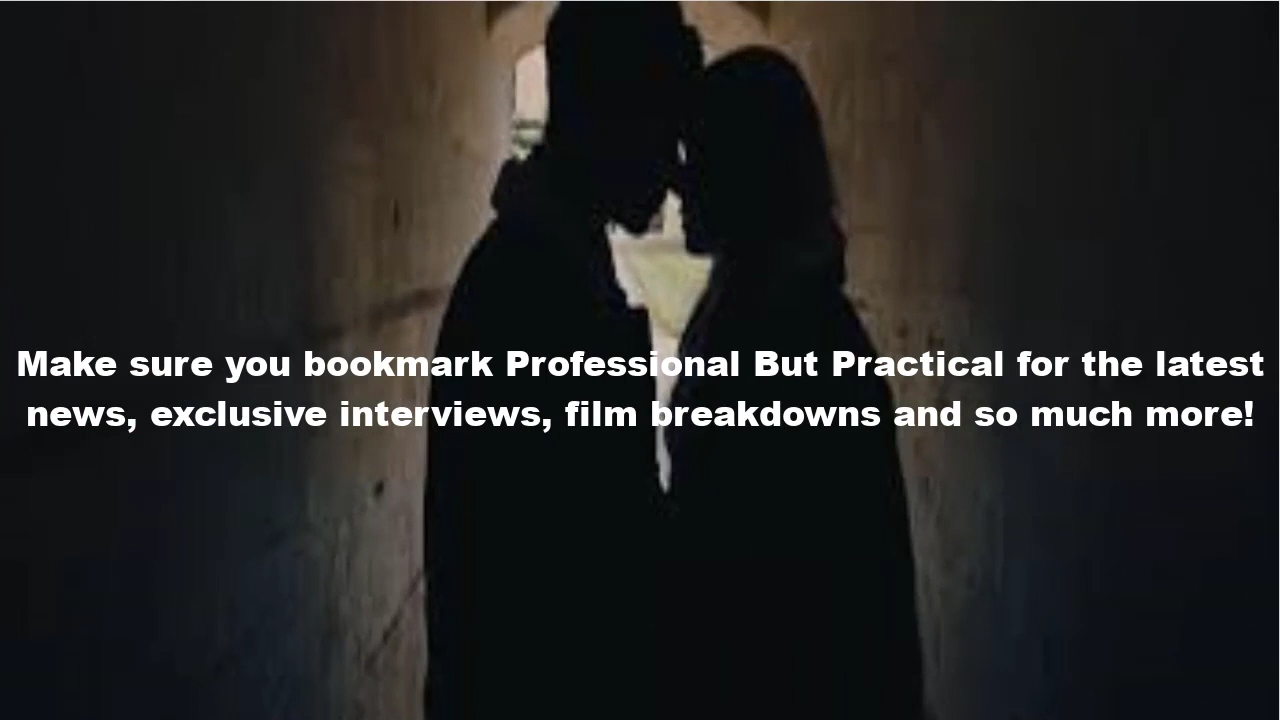 Make sure you bookmark Professional But Practical for the latest
news, exclusive interviews, film breakdowns and so much more!